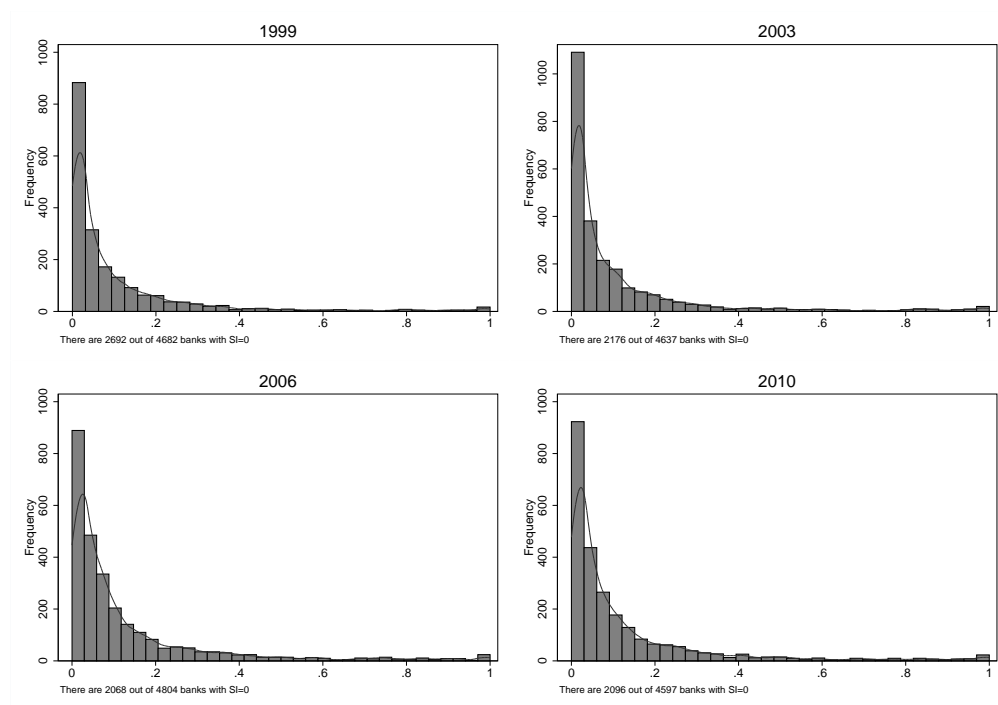 1999
Frequency
1000
800
600
400
200
0
0 .2 .4 .6 .8 1
There are 2692 out of 4682 banks with SI=0
2003
Frequency
1000
800
600
400
200
0
0 .2 .4 .6 .8 1
There are 2176 out of 4637 banks with SI=0
2006
Frequency
1000
800
600
400
200
0
0 .2 .4 .6 .8 1
There are 2068 out of 4804 banks with SI=0
2010
Frequency
1000
800
600
400
200
0
0 .2 .4 .6 .8 1
There are 2096 out of 4597 banks with SI=0